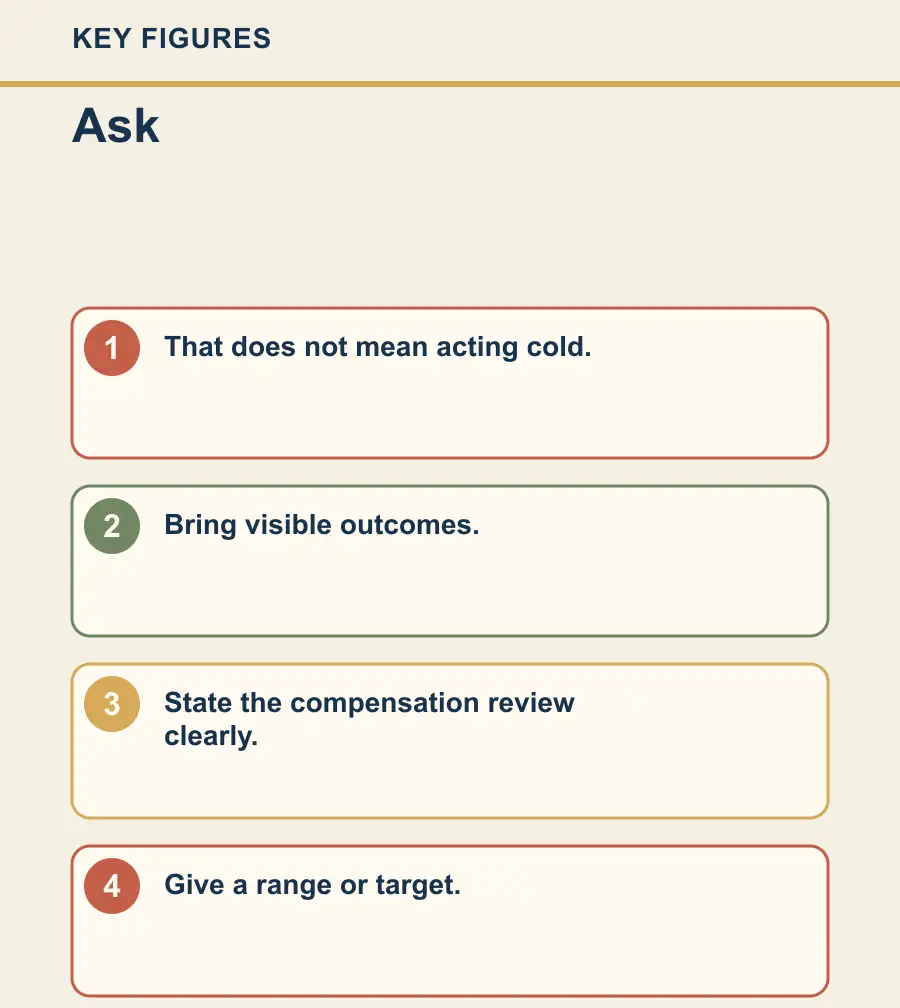 KEY FIGURES
Ask
1
That does not mean acting cold.
2
Bring visible outcomes.
3
State the compensation review
clearly.
4
Give a range or target.